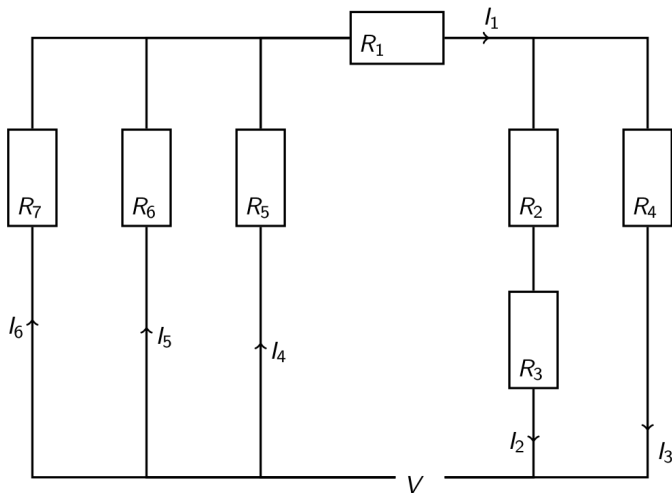 I₁
R₁
R₇
R₆
R₅
R₂
R₄
I₆
I₅
I₄
R₃
I₂
I₃
V